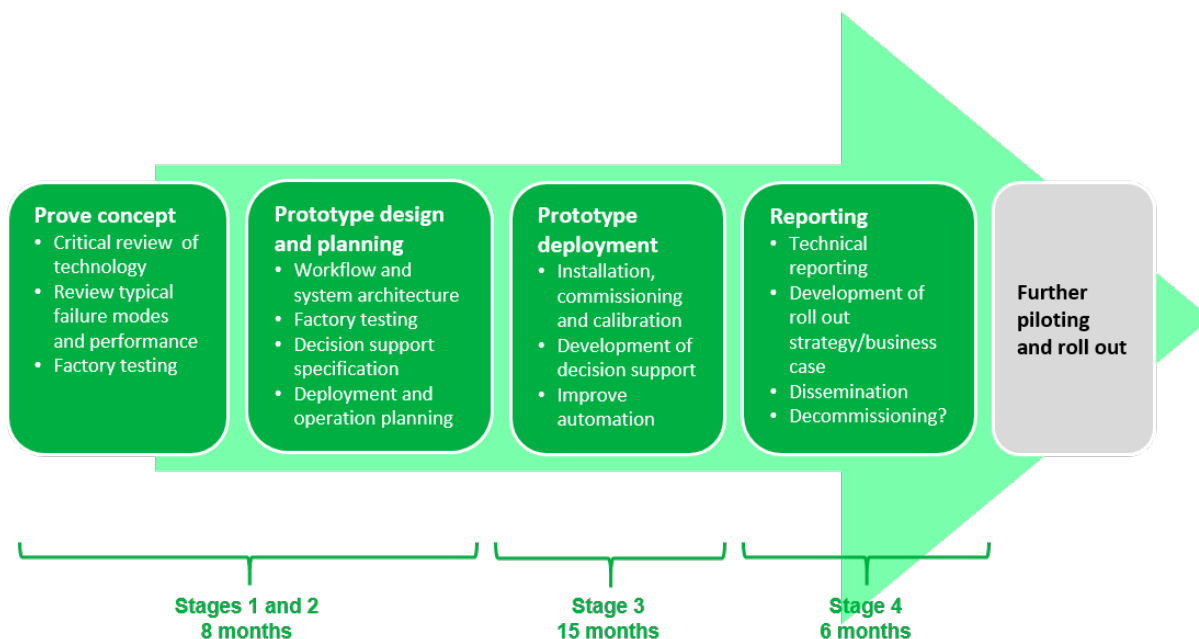 Prove concept
• Critical review of
technology
• Review typical
failure modes
and performance
• Factory testing
Prototype design
and planning
• Workflow and
system architecture
• Factory testing
• Decision support
specification
• Deployment and
operation planning
Prototype
deployment
• Installation,
commissioning
and calibration
• Development of
decision support
• Improve
automation
Reporting
• Technical
reporting
• Development of
roll out
strategy/business
case
• Dissemination
• Decommissioning?
Further
piloting
and roll out
Stages 1 and 2
8 months
Stage 3
15 months
Stage 4
6 months